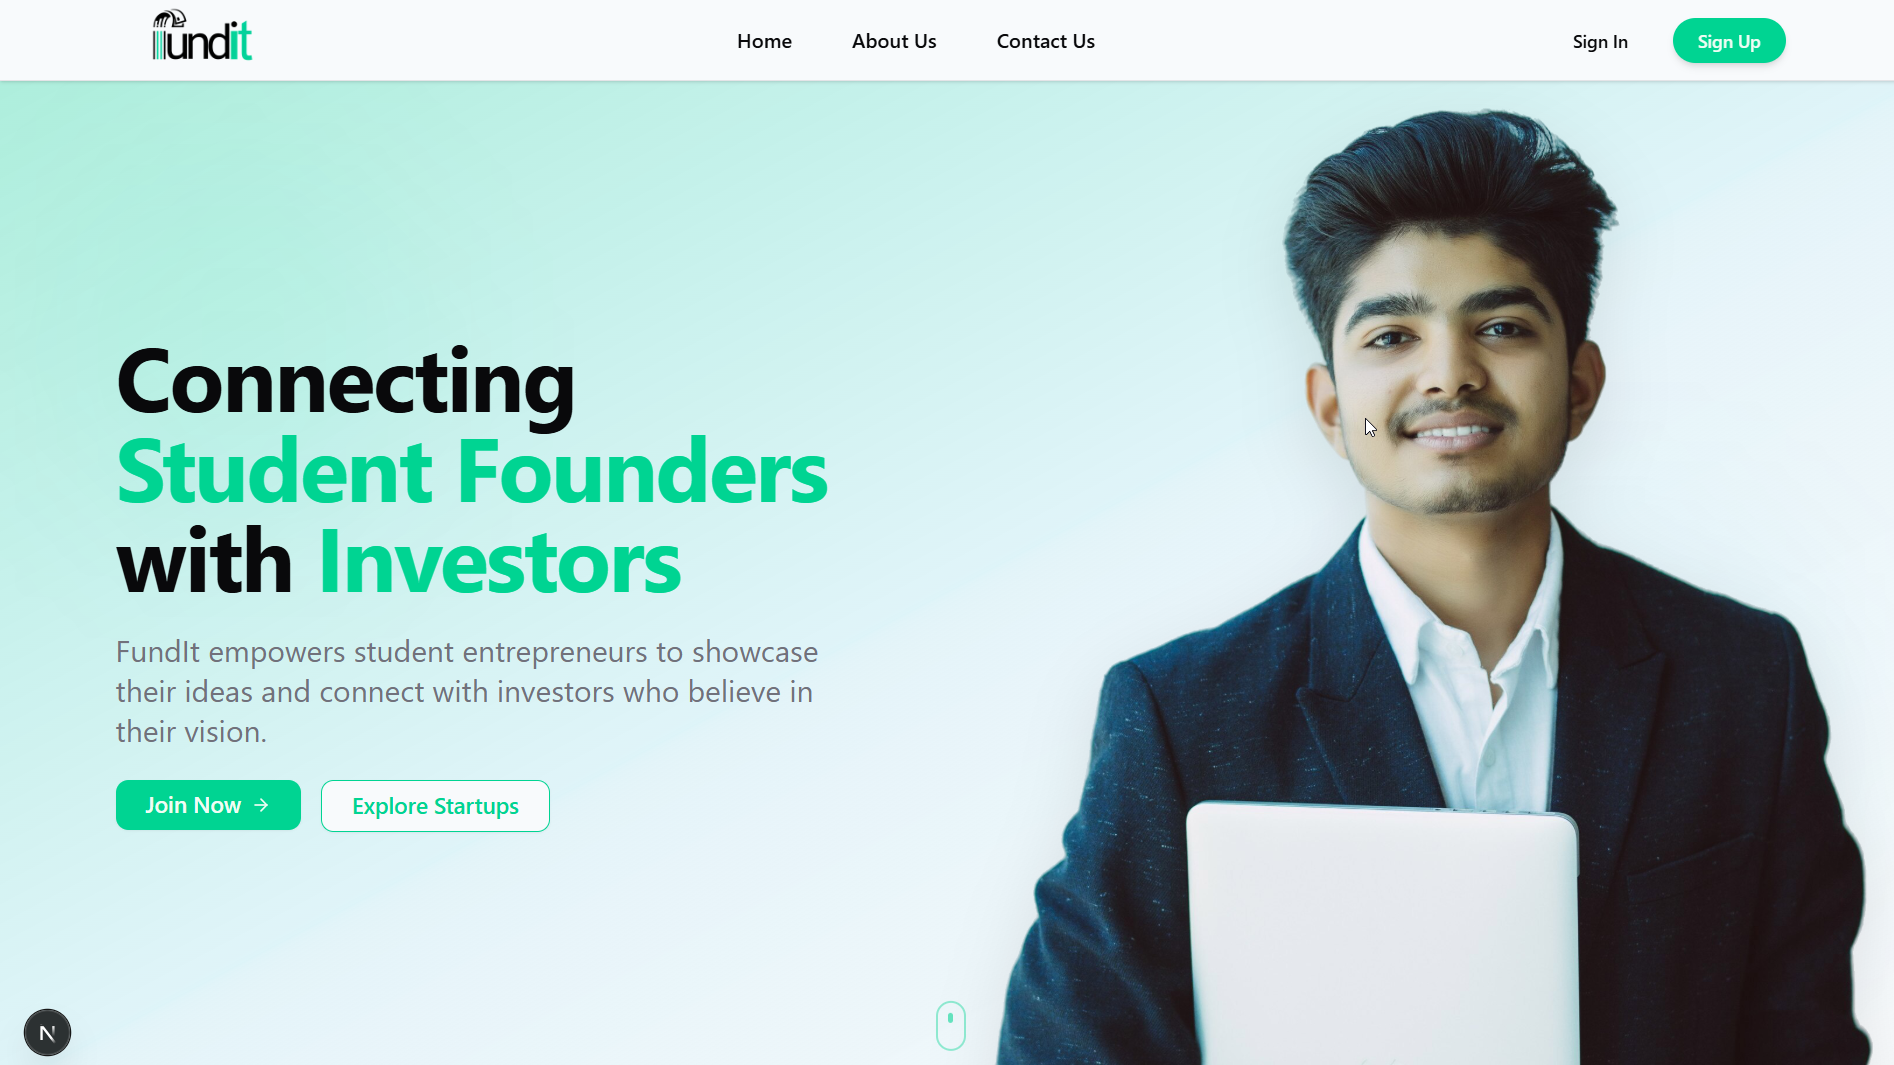 fundit
Home
About Us
Contact Us
Sign In
Sign Up
Connecting
Student Founders
with Investors
FundIt empowers student entrepreneurs to showcase
their ideas and connect with investors who believe in
their vision.
Join Now →
Explore Startups
N